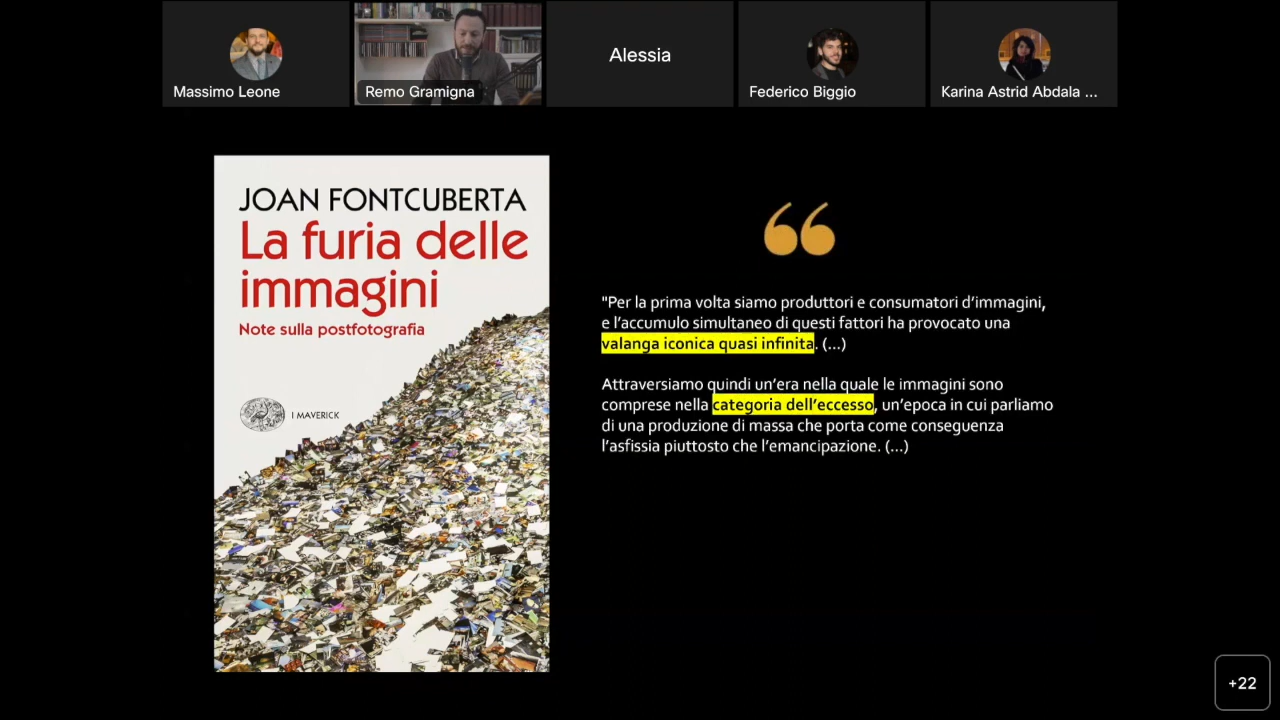 Massimo Leone
Remo Gramigna
Alessia
Federico Biggio
Karina Astrid Abdala ...
JOAN FONTCUBERTA
La furia delle
immagini
Note sulla postfotografia
I MAVERICK
“
"Per la prima volta siamo produttori e consumatori d’immagini,
e l’accumulo simultaneo di questi fattori ha provocato una
valanga iconica quasi infinita. (...)
Attraversiamo quindi un’era nella quale le immagini sono
comprese nella categoria dell’eccesso, un’epoca in cui parliamo
di una produzione di massa che porta come conseguenza
l’asfissia piuttosto che l’emancipazione. (...)
+22